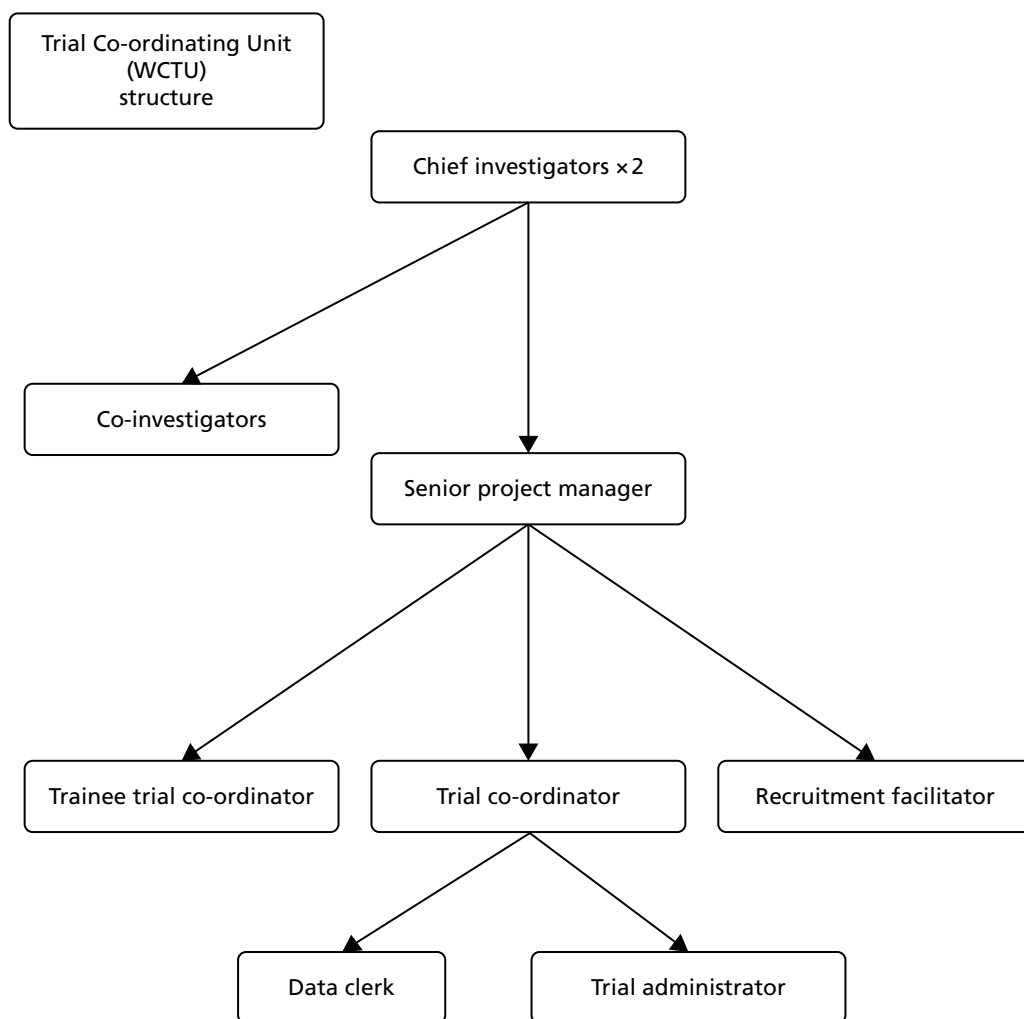 Trial Co-ordinating Unit
(WCTU)
structure
Chief investigators ×2
Co-investigators
Senior project manager
Trainee trial co-ordinator
Trial co-ordinator
Recruitment facilitator
Data clerk
Trial administrator